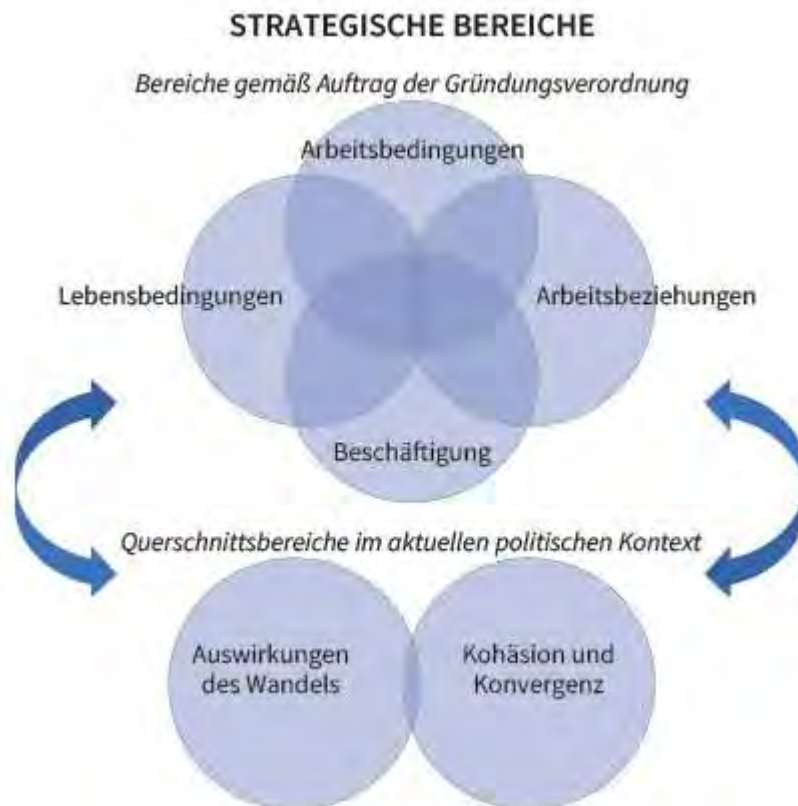 STRATEGISCHE BEREICHE
Bereiche gemäß Auftrag der Gründungsverordnung
Arbeitsbedingungen
Lebensbedingungen
Arbeitsbeziehungen
Beschäftigung
Querschnittsbereiche im aktuellen politischen Kontext
Auswirkungen
des Wandels
Kohäsion und
Konvergenz